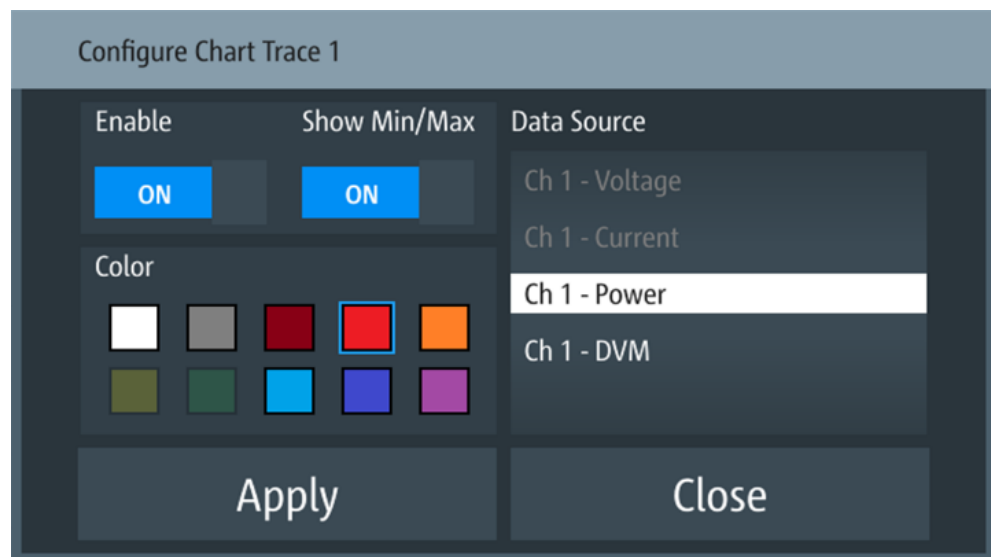 Configure Chart Trace 1
Enable
Show Min/Max
ON
ON
Color
Data Source
Ch 1 - Voltage
Ch 1 - Current
Ch 1 - Power
Ch 1 - DVM
Apply
Close